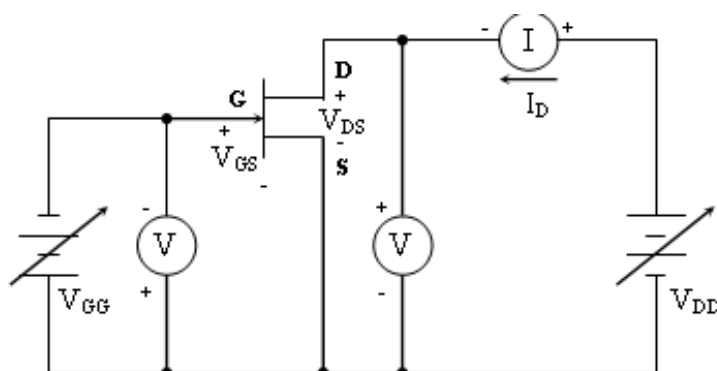 - I +
D
I_D
G
+
V_DS
+
V_GS
-
S
-
-
V
+
+
V
-
V_GG
V_DD